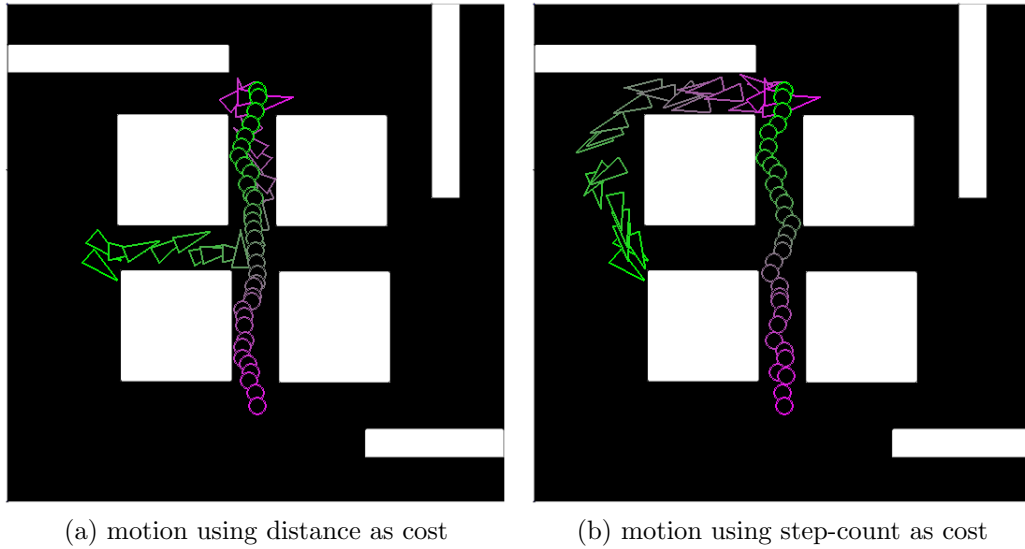 (a) motion using distance as cost
(b) motion using step-count as cost